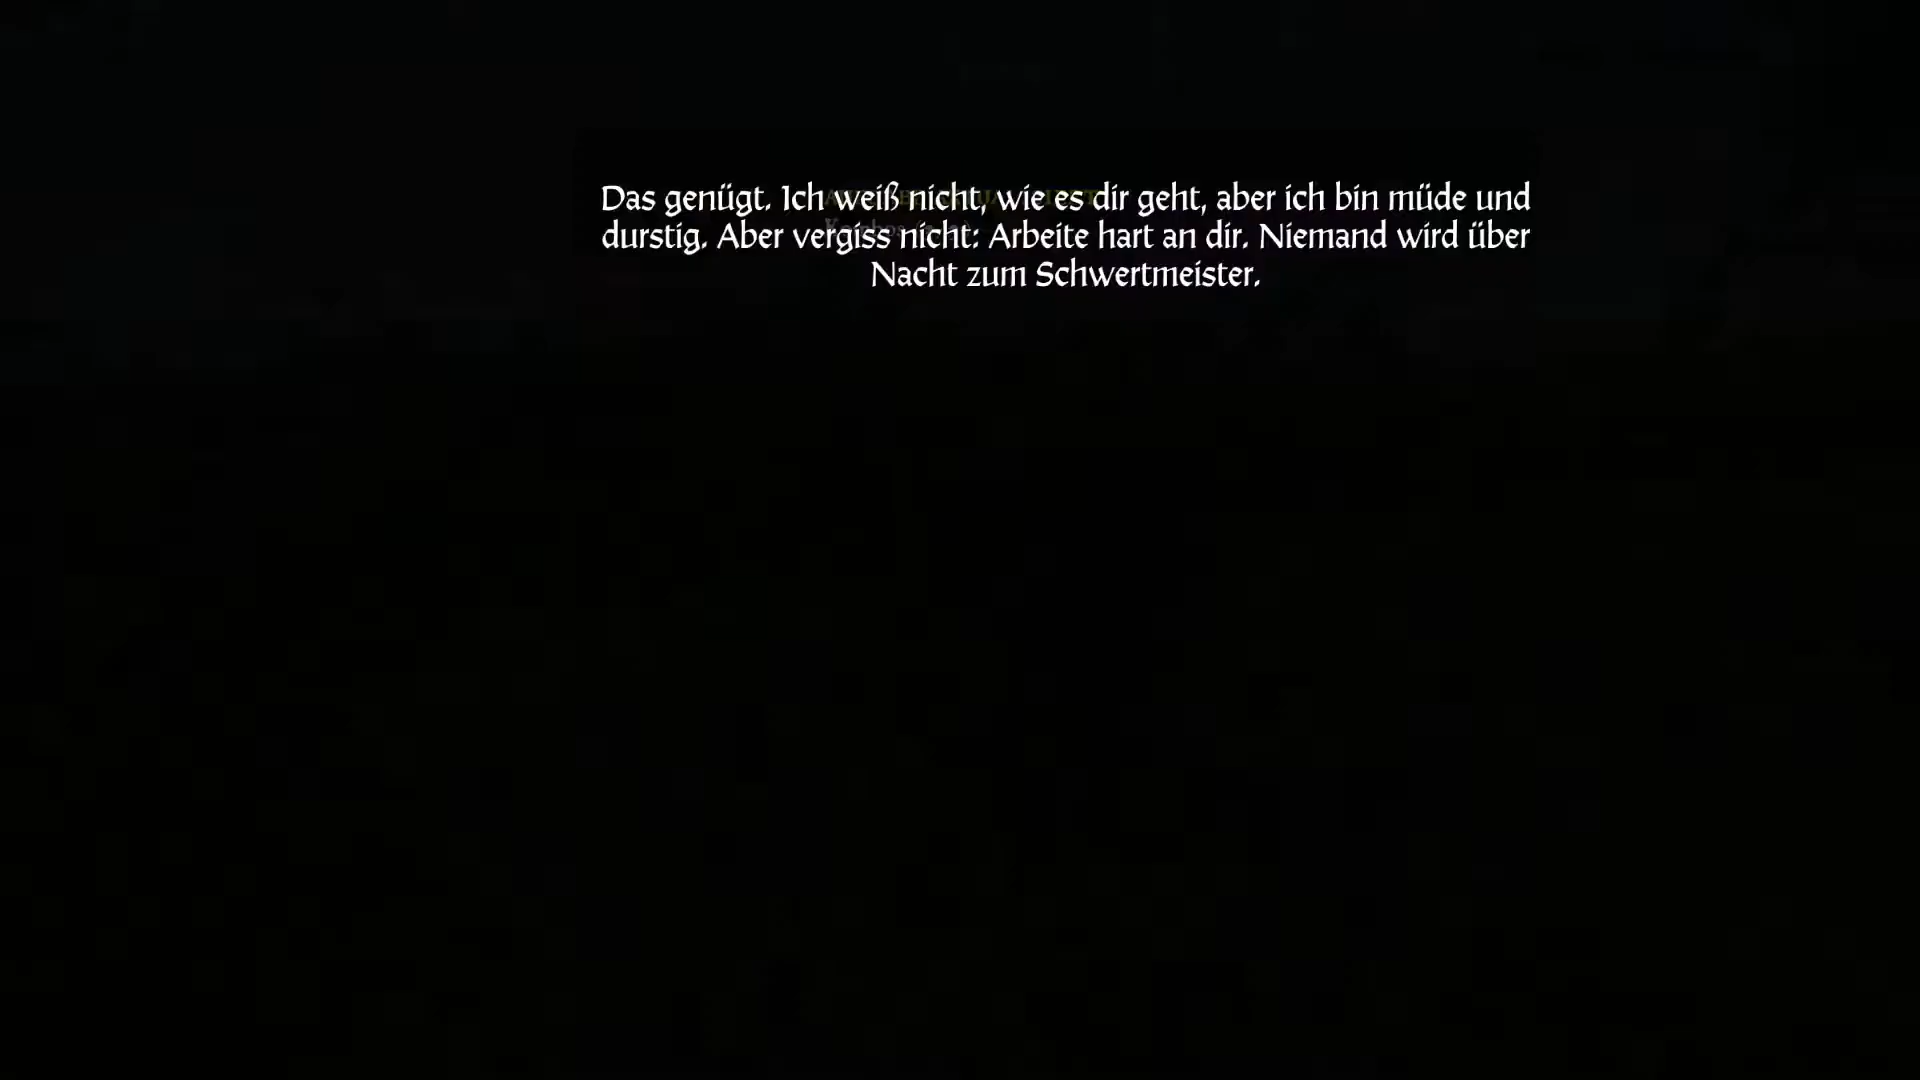 Das genügt. Ich weiß nicht, wie es dir geht, aber ich bin müde und
durstig. Aber vergiss nicht: Arbeite hart an dir. Niemand wird über
Nacht zum Schwertmeister.